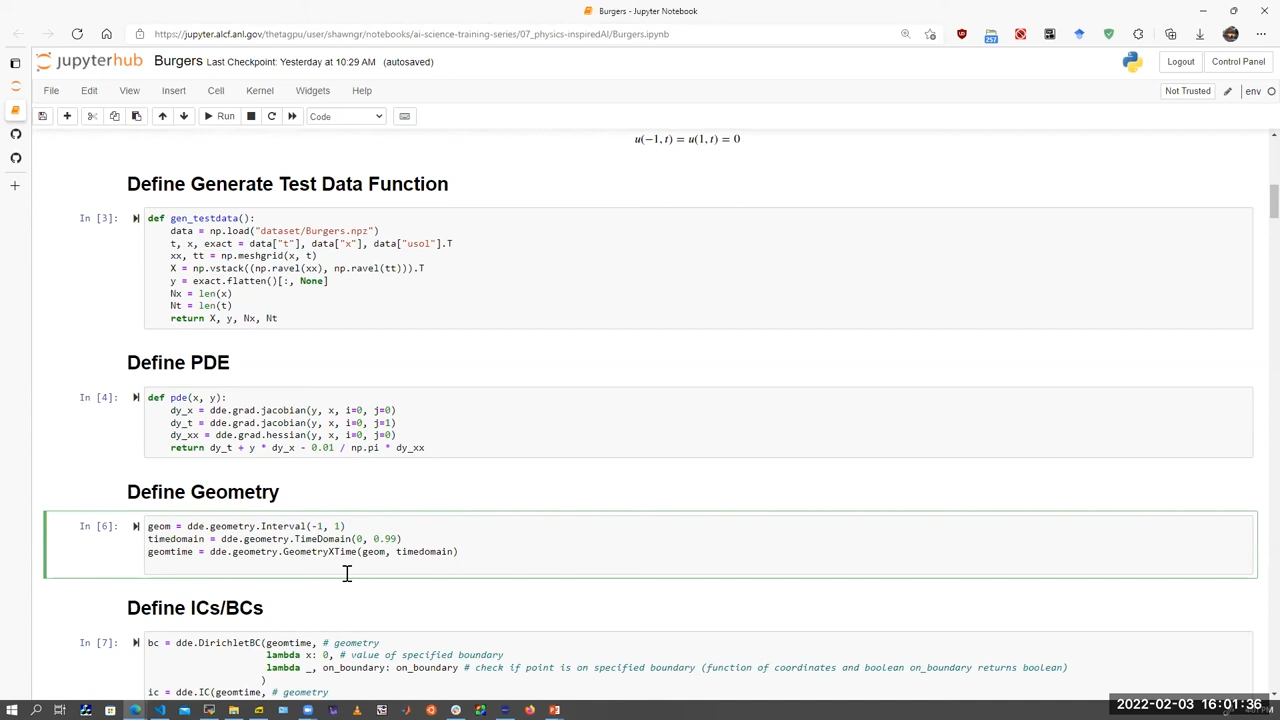 Burgers - Jupyter Notebook
https://jupyter.alcf.anl.gov/thetagpu/user/shawngr/notebooks/ai-science-training-series/07_physics-inspiredAI/Burgers.ipynb
257
jupyterhub Burgers Last Checkpoint: Yesterday at 10:29 AM (autosaved)
Logout Control Panel
File Edit View Insert Cell Kernel Widgets Help
Not Trusted env
Run Code
u(−1, t) = u(1, t) = 0
Define Generate Test Data Function
In [3]: def gen_testdata():
data = np.load("dataset/Burgers.npz")
t, x, exact = data["t"], data["x"], data["usol"].T
xx, tt = np.meshgrid(x, t)
X = np.vstack((np.ravel(xx), np.ravel(tt))).T
y = exact.flatten()[:, None]
Nx = len(x)
Nt = len(t)
return X, y, Nx, Nt
Define PDE
In [4]: def pde(x, y):
dy_x = dde.grad.jacobian(y, x, i=0, j=0)
dy_t = dde.grad.jacobian(y, x, i=0, j=1)
dy_xx = dde.grad.hessian(y, x, i=0, j=0)
return dy_t + y * dy_x - 0.01 / np.pi * dy_xx
Define Geometry
In [6]: geom = dde.geometry.Interval(-1, 1)
timedomain = dde.geometry.TimeDomain(0, 0.99)
geomtime = dde.geometry.GeometryXTime(geom, timedomain)
Define ICs/BCs
In [7]: bc = dde.DirichletBC(geomtime, # geometry
lambda x: 0, # value of specified boundary
lambda _, on_boundary: on_boundary # check if point is on specified boundary (function of coordinates and boolean on_boundary returns boolean)
)
ic = dde.IC(geomtime, # geometry
2022-02-03 16:01:36